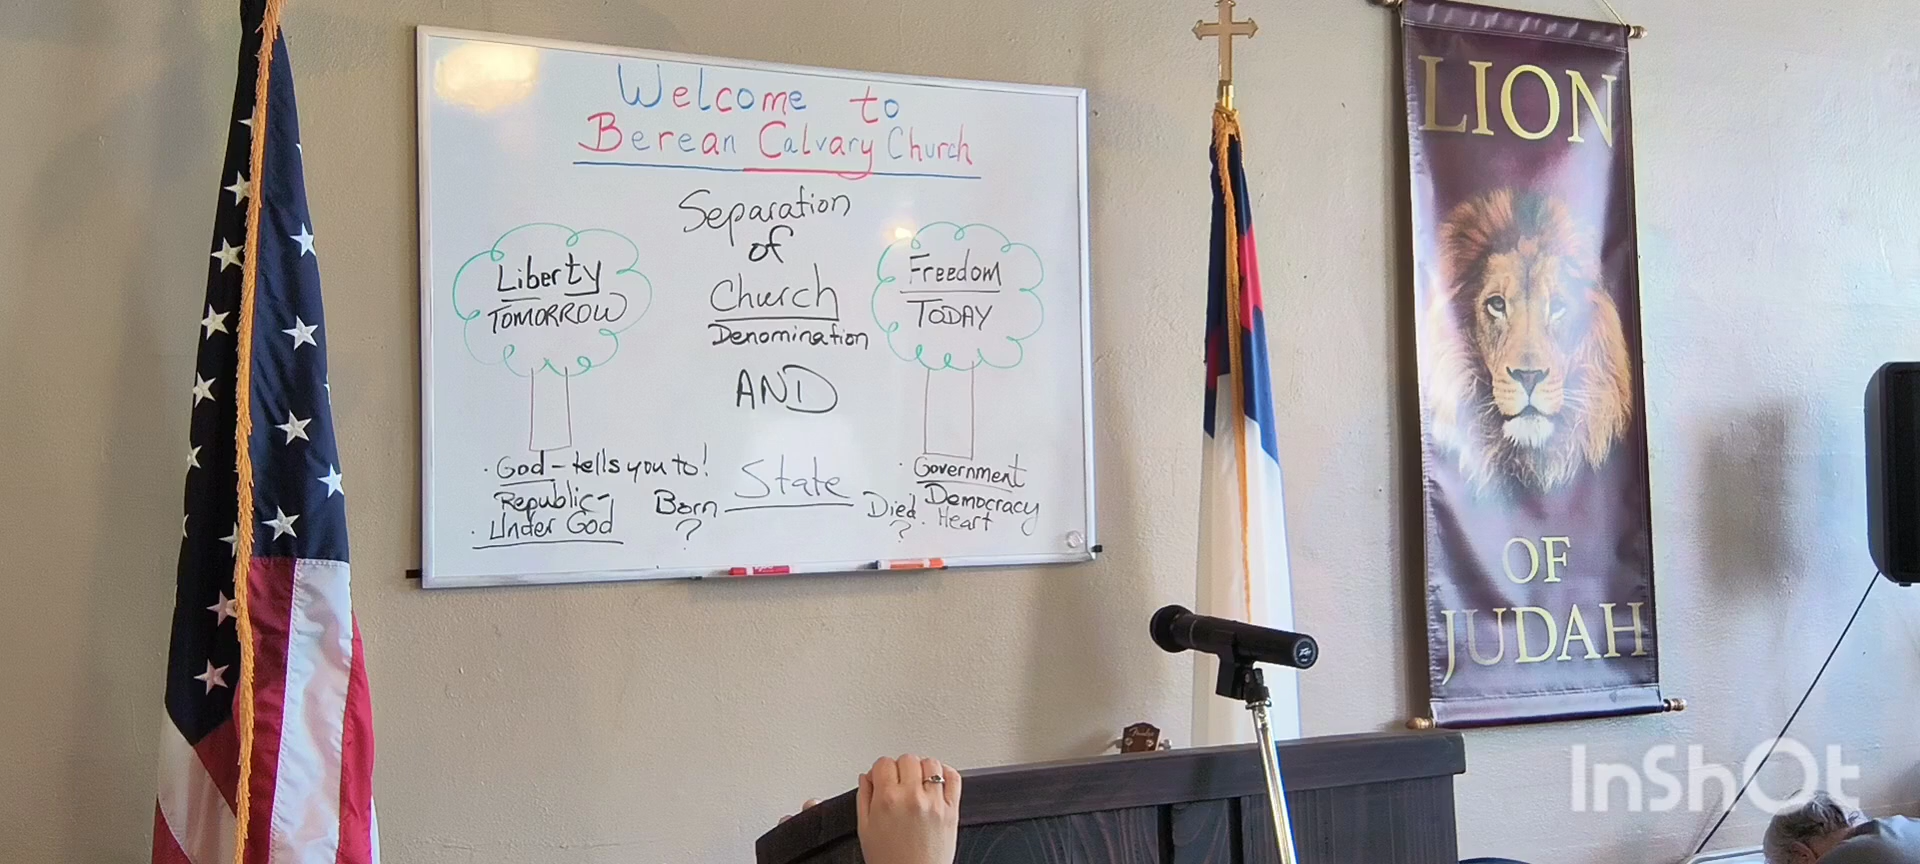 Welcome to
Berean Calvary Church
Separation
of
Church
Denomination
AND
State
Liberty
TOMORROW
God - tells you to!
Republic -
Under God
Born
?
Freedom
TODAY
Government
Democracy
Heart
Died
?
LION
OF
JUDAH
Fender
InShOt